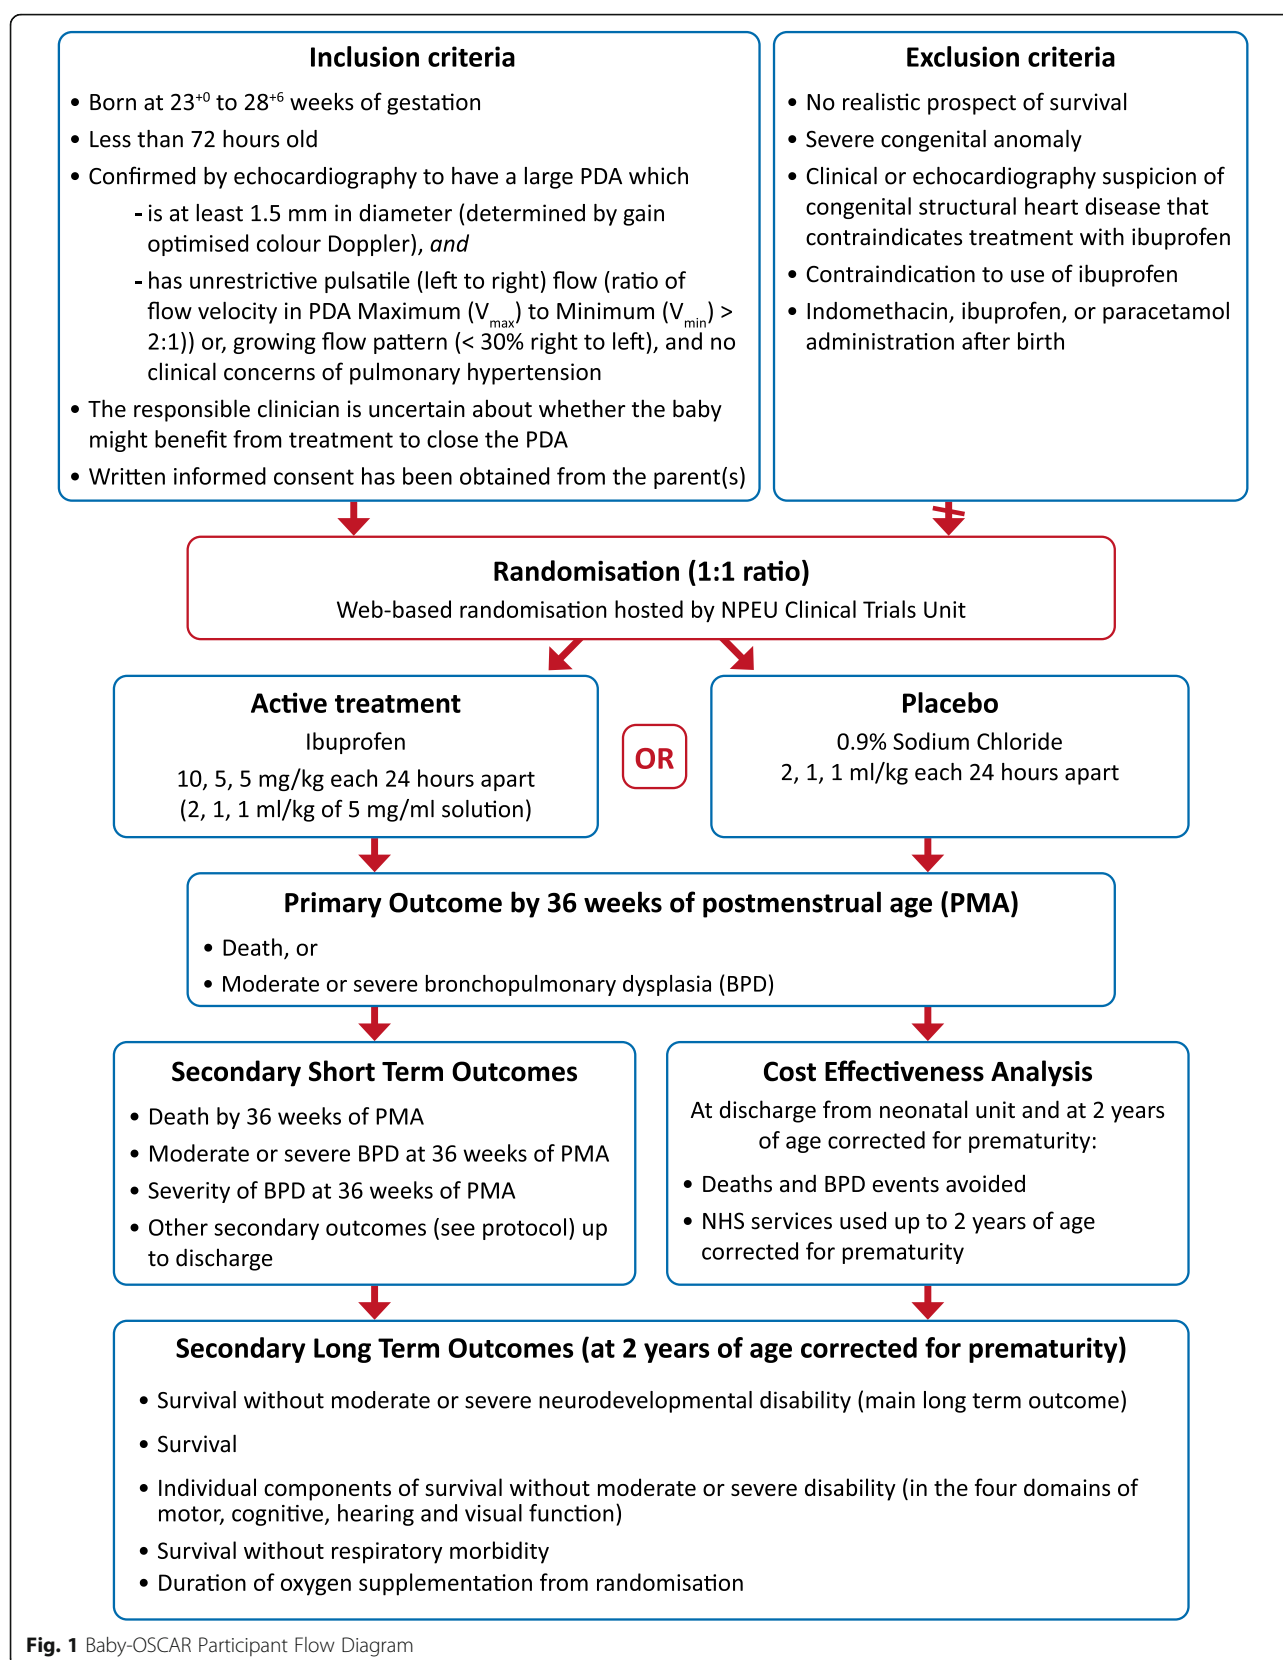 Inclusion criteria
• Born at 23+0 to 28+6 weeks of gestation
• Less than 72 hours old
• Confirmed by echocardiography to have a large PDA which
- is at least 1.5 mm in diameter (determined by gain
optimised colour Doppler), and
- has unrestrictive pulsatile (left to right) flow (ratio of
flow velocity in PDA Maximum (Vmax) to Minimum (Vmin) >
2:1)) or, growing flow pattern (< 30% right to left), and no
clinical concerns of pulmonary hypertension
• The responsible clinician is uncertain about whether the baby
might benefit from treatment to close the PDA
• Written informed consent has been obtained from the parent(s)
Exclusion criteria
• No realistic prospect of survival
• Severe congenital anomaly
• Clinical or echocardiography suspicion of
congenital structural heart disease that
contraindicates treatment with ibuprofen
• Contraindication to use of ibuprofen
• Indomethacin, ibuprofen, or paracetamol
administration after birth
Randomisation (1:1 ratio)
Web-based randomisation hosted by NPEU Clinical Trials Unit
Active treatment
Ibuprofen
10, 5, 5 mg/kg each 24 hours apart
(2, 1, 1 ml/kg of 5 mg/ml solution)
OR
Placebo
0.9% Sodium Chloride
2, 1, 1 ml/kg each 24 hours apart
Primary Outcome by 36 weeks of postmenstrual age (PMA)
• Death, or
• Moderate or severe bronchopulmonary dysplasia (BPD)
Secondary Short Term Outcomes
• Death by 36 weeks of PMA
• Moderate or severe BPD at 36 weeks of PMA
• Severity of BPD at 36 weeks of PMA
• Other secondary outcomes (see protocol) up
to discharge
Cost Effectiveness Analysis
At discharge from neonatal unit and at 2 years
of age corrected for prematurity:
• Deaths and BPD events avoided
• NHS services used up to 2 years of age
corrected for prematurity
Secondary Long Term Outcomes (at 2 years of age corrected for prematurity)
• Survival without moderate or severe neurodevelopmental disability (main long term outcome)
• Survival
• Individual components of survival without moderate or severe disability (in the four domains of
motor, cognitive, hearing and visual function)
• Survival without respiratory morbidity
• Duration of oxygen supplementation from randomisation
Fig. 1 Baby-OSCAR Participant Flow Diagram